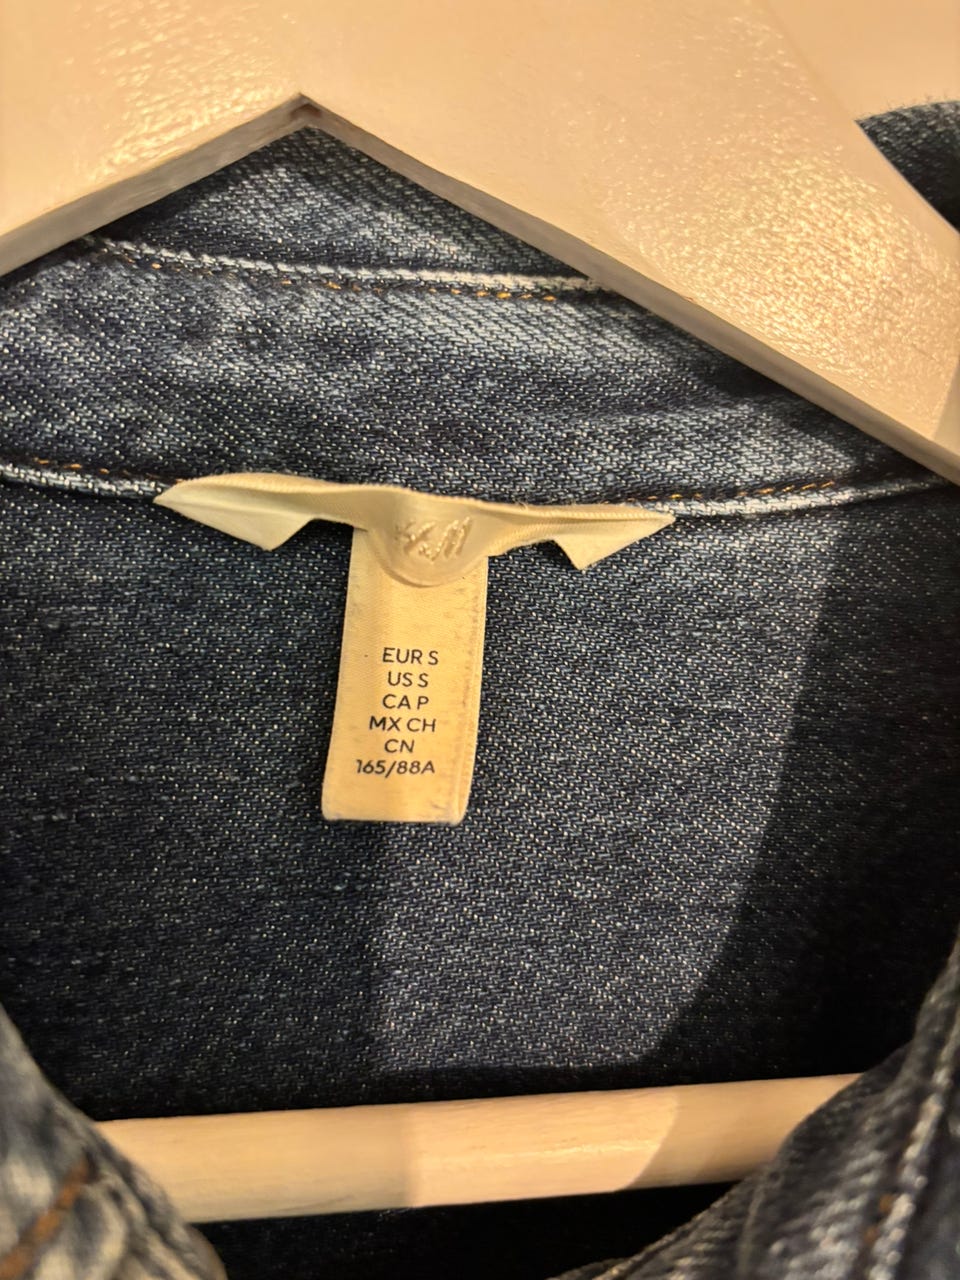 H&M
EUR S
US S
CA P
MX CH
CN
165/88A